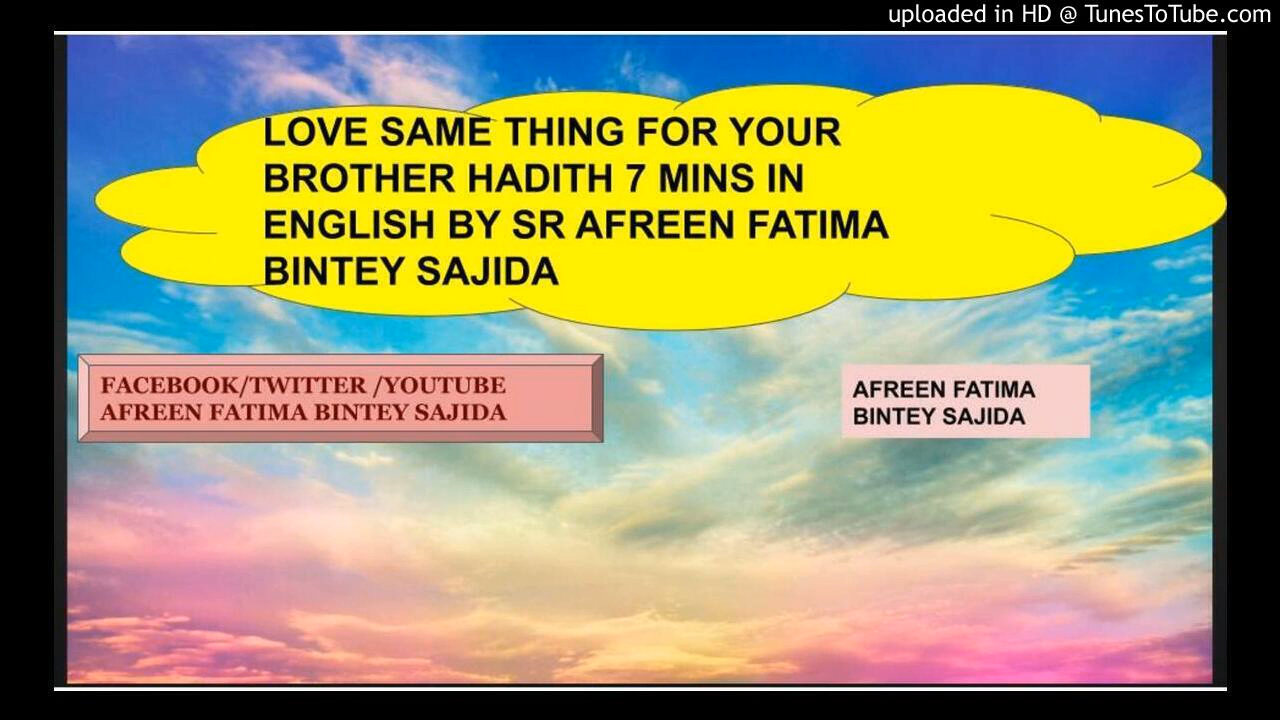 uploaded in HD @ TunesToTube.com
LOVE SAME THING FOR YOUR
BROTHER HADITH 7 MINS IN
ENGLISH BY SR AFREEN FATIMA
BINTEY SAJIDA
FACEBOOK/TWITTER /YOUTUBE
AFREEN FATIMA BINTEY SAJIDA
AFREEN FATIMA
BINTEY SAJIDA